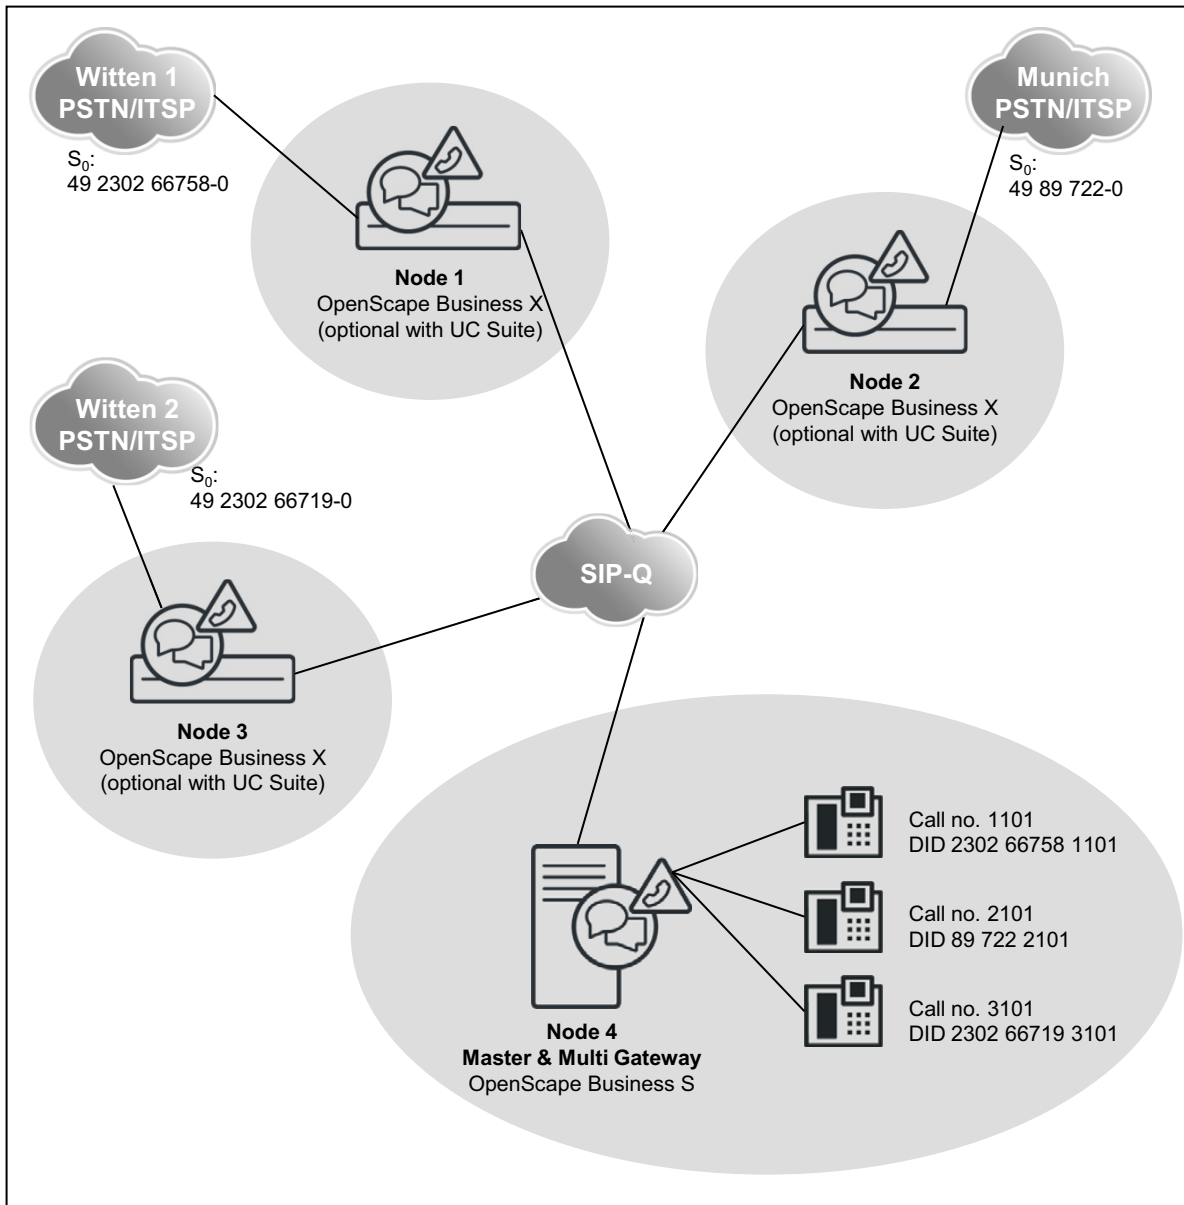 Witten 1
PSTN/ITSP
S₀:
49 2302 66758-0
Node 1
OpenScape Business X
(optional with UC Suite)
Munich
PSTN/ITSP
S₀:
49 89 722-0
Node 2
OpenScape Business X
(optional with UC Suite)
Witten 2
PSTN/ITSP
S₀:
49 2302 66719-0
SIP-Q
Node 3
OpenScape Business X
(optional with UC Suite)
Call no. 1101
DID 2302 66758 1101
Call no. 2101
DID 89 722 2101
Call no. 3101
DID 2302 66719 3101
Node 4
Master & Multi Gateway
OpenScape Business S